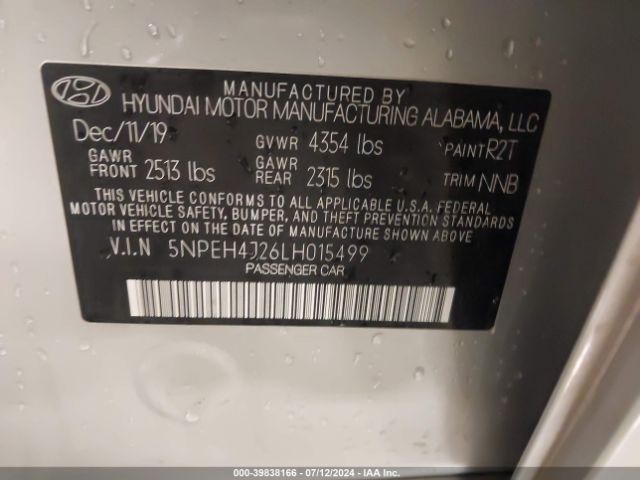 MANUFACTURED BY
HYUNDAI MOTOR MANUFACTURING ALABAMA, LLC
Dec/11/19 GVWR 4354 lbs PAINT R2T
GAWR FRONT 2513 lbs GAWR REAR 2315 lbs TRIM NNB
THIS VEHICLE CONFORMS TO ALL APPLICABLE U.S.A. FEDERAL
MOTOR VEHICLE SAFETY, BUMPER, AND THEFT PREVENTION STANDARDS
IN EFFECT ON THE DATE OF MANUFACTURE SHOWN ABOVE
V.I.N 5NPEH4J26LH015499
PASSENGER CAR
000-39838166 - 07/12/2024 - IAAI.COM